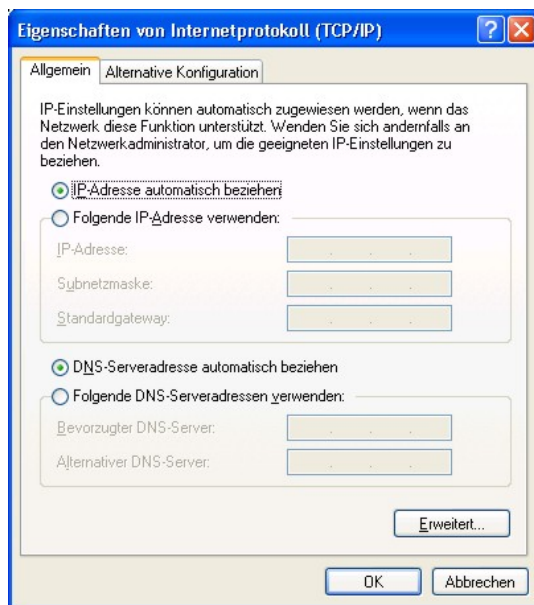 Eigenschaften von Internetprotokoll (TCP/IP)
Allgemein
Alternative Konfiguration
IP-Einstellungen können automatisch zugewiesen werden, wenn das
Netzwerk diese Funktion unterstützt. Wenden Sie sich andernfalls an
den Netzwerkadministrator, um die geeigneten IP-Einstellungen zu
beziehen.
IP-Adresse automatisch beziehen
Folgende IP-Adresse verwenden:
IP-Adresse:
Subnetzmaske:
Standardgateway:
DNS-Serveradresse automatisch beziehen
Folgende DNS-Serveradressen verwenden:
Bevorzugter DNS-Server:
Alternativer DNS-Server:
Erweitert...
OK
Abbrechen